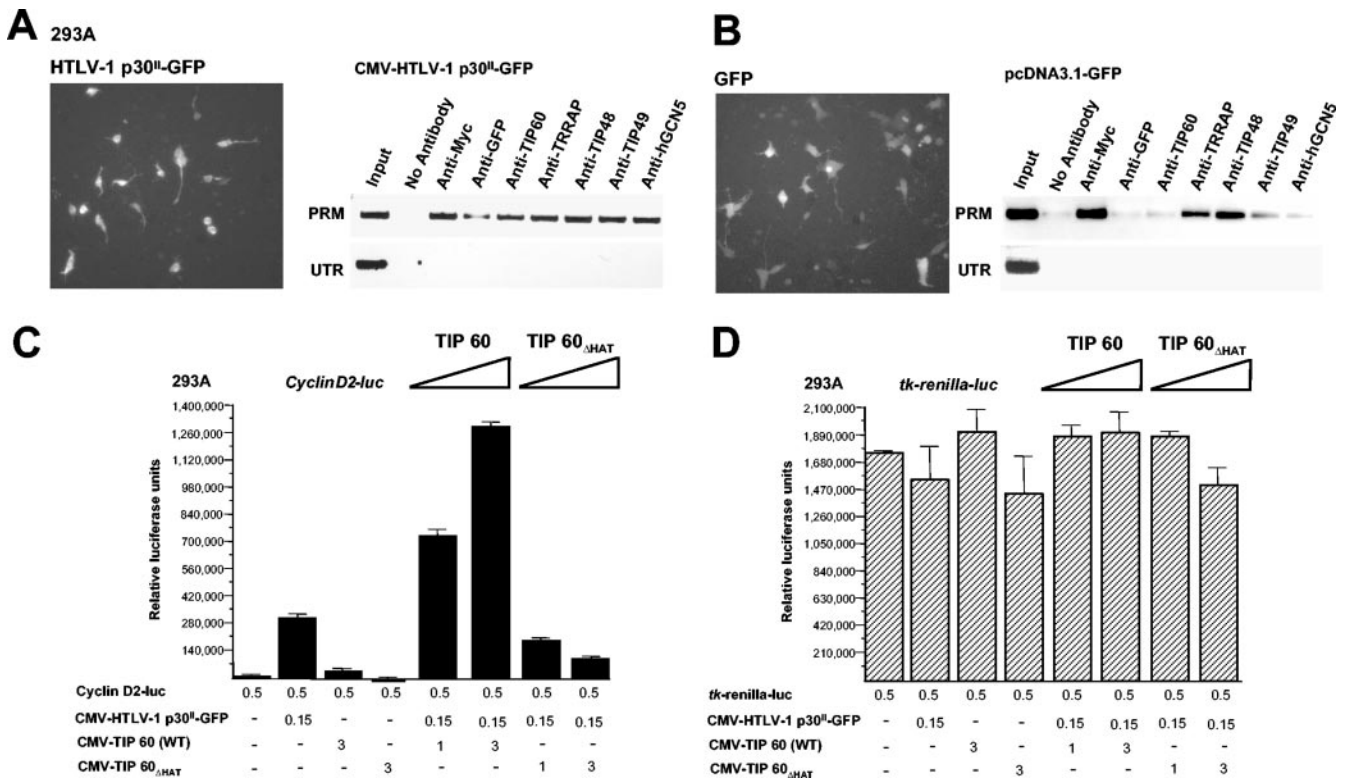 A
293A
HTLV-1 p30II-GFP
CMV-HTLV-1 p30II-GFP
Input
No Antibody
Anti-Myc
Anti-GFP
Anti-TIP60
Anti-TRRAP
Anti-TIP48
Anti-TIP49
Anti-hGCN5
PRM
UTR
B
GFP
pcDNA3.1-GFP
Input
No Antibody
Anti-Myc
Anti-GFP
Anti-TIP60
Anti-TRRAP
Anti-TIP48
Anti-TIP49
Anti-hGCN5
PRM
UTR
C
TIP 60
TIP 60ΔHAT
293A
Cyclin D2-luc
Relative luciferase units
1,400,000
1,260,000
1,120,000
980,000
840,000
700,000
560,000
420,000
280,000
140,000
Cyclin D2-luc 0.5 0.5 0.5 0.5 0.5 0.5 0.5 0.5
CMV-HTLV-1 p30II-GFP - 0.15 - - 0.15 0.15 0.15 0.15
CMV-TIP 60 (WT) - - 3 - 1 3 - -
CMV-TIP 60ΔHAT - - - 3 - - 1 3
D
TIP 60
TIP 60ΔHAT
293A
tk-renilla-luc
Relative luciferase units
2,100,000
1,890,000
1,680,000
1,470,000
1,260,000
1,050,000
840,000
630,000
420,000
210,000
tk-renilla-luc 0.5 0.5 0.5 0.5 0.5 0.5 0.5 0.5
CMV-HTLV-1 p30II-GFP - 0.15 - - 0.15 0.15 0.15 0.15
CMV-TIP 60 (WT) - - 3 - 1 3 - -
CMV-TIP 60ΔHAT - - - 3 - - 1 3